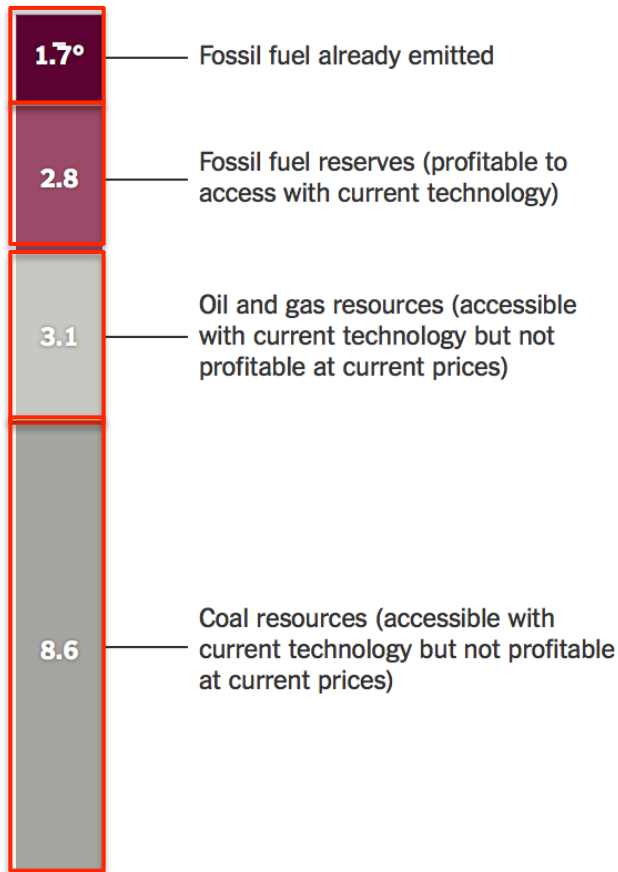 1.7°
Fossil fuel already emitted
2.8
Fossil fuel reserves (profitable to
access with current technology)
3.1
Oil and gas resources (accessible
with current technology but not
profitable at current prices)
8.6
Coal resources (accessible with
current technology but not profitable
at current prices)